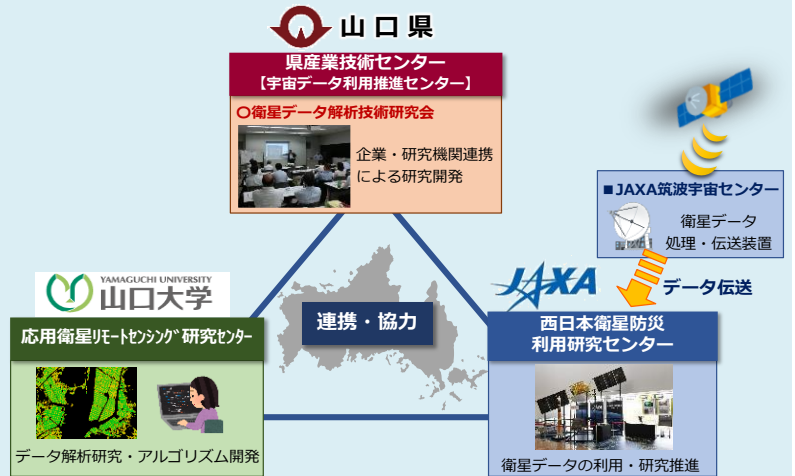 山口県
県産業技術センター
【宇宙データ利用推進センター】
〇衛星データ解析技術研究会
企業・研究機関連携
による研究開発
■JAXA筑波宇宙センター
衛星データ
処理・伝送装置
データ伝送
YAMAGUCHI UNIVERSITY
山口大学
応用衛星ﾘﾓｰﾄｾﾝｼﾝｸﾞ研究ｾﾝﾀｰ
データ解析研究・アルゴリズム開発
連携・協力
JAXA
西日本衛星防災
利用研究センター
衛星データの利用・研究推進